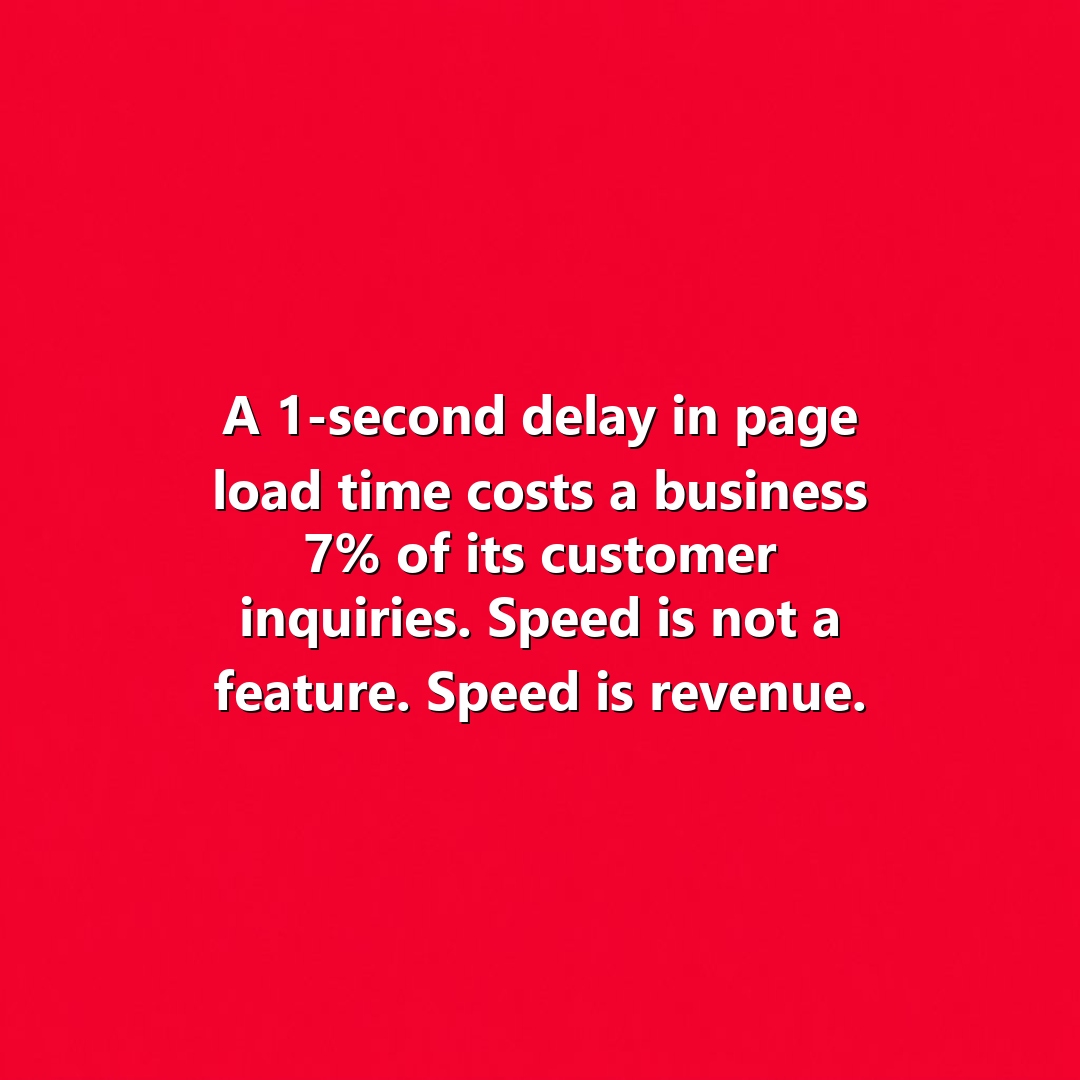 A 1-second delay in page
load time costs a business
7% of its customer
inquiries. Speed is not a
feature. Speed is revenue.